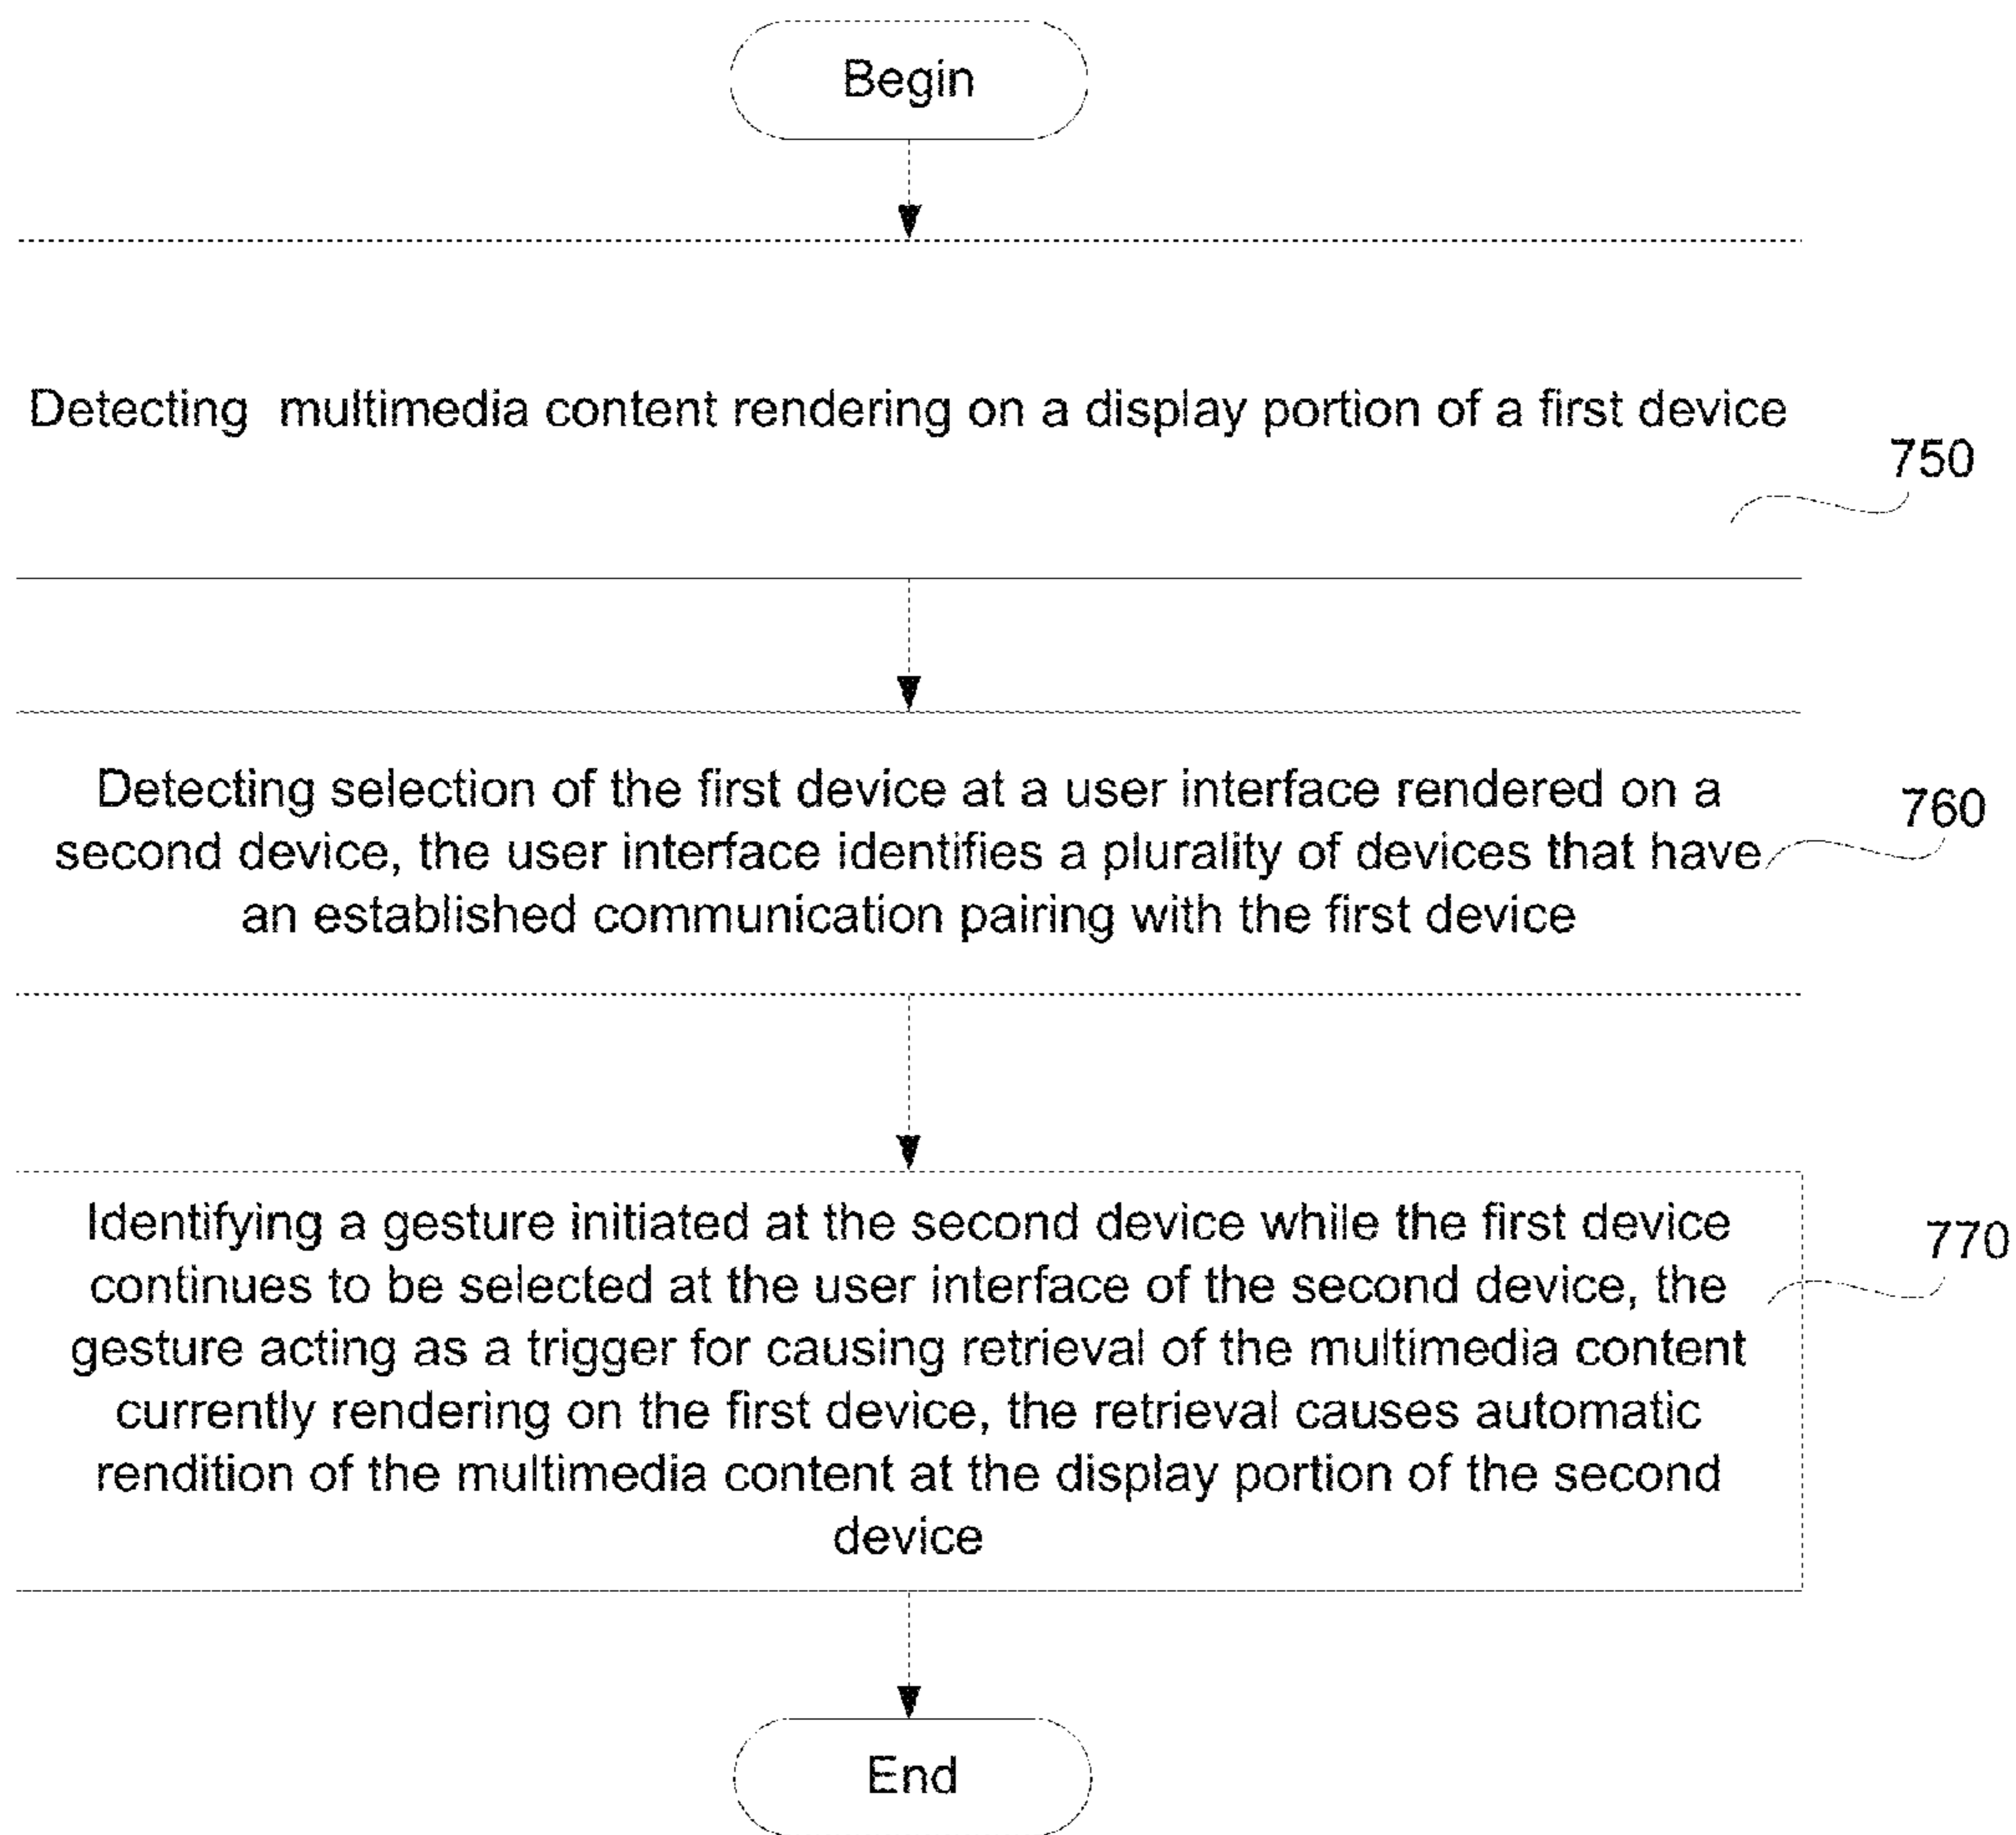 Begin
Detecting multimedia content rendering on a display portion of a first device
750
Detecting selection of the first device at a user interface rendered on a
second device, the user interface identifies a plurality of devices that have
an established communication pairing with the first device
760
Identifying a gesture initiated at the second device while the first device
continues to be selected at the user interface of the second device, the
gesture acting as a trigger for causing retrieval of the multimedia content
currently rendering on the first device, the retrieval causes automatic
rendition of the multimedia content at the display portion of the second
device
770
End